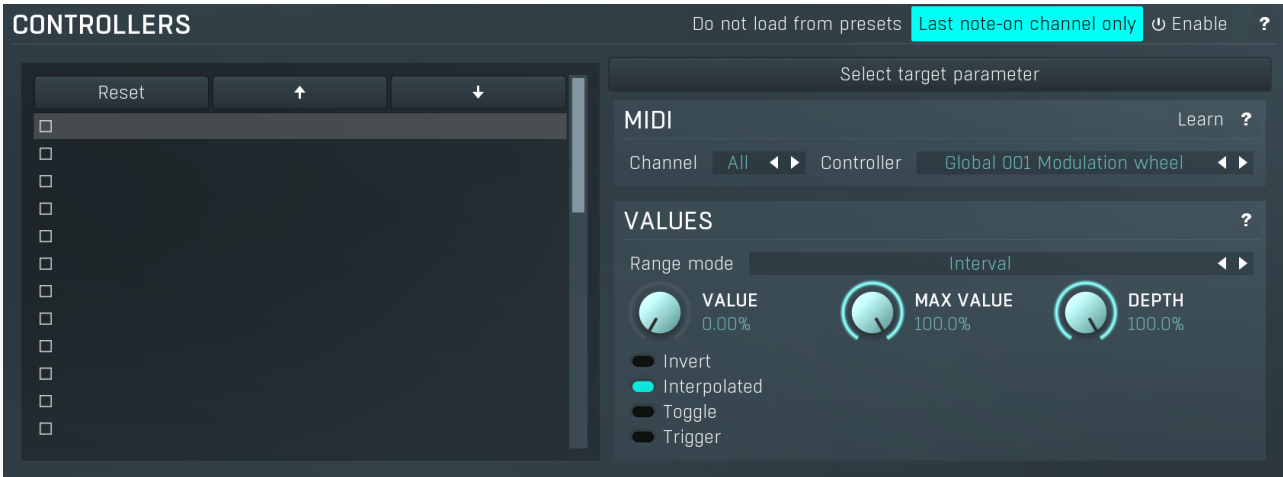 CONTROLLERS Do not load from presets Last note-on channel only Enable ?
Reset
Select target parameter
MIDI Learn ?
Channel All Controller Global 001 Modulation wheel
VALUES ?
Range mode Interval
VALUE MAX VALUE DEPTH
0.00% 100.0% 100.0%
Invert
Interpolated
Toggle
Trigger